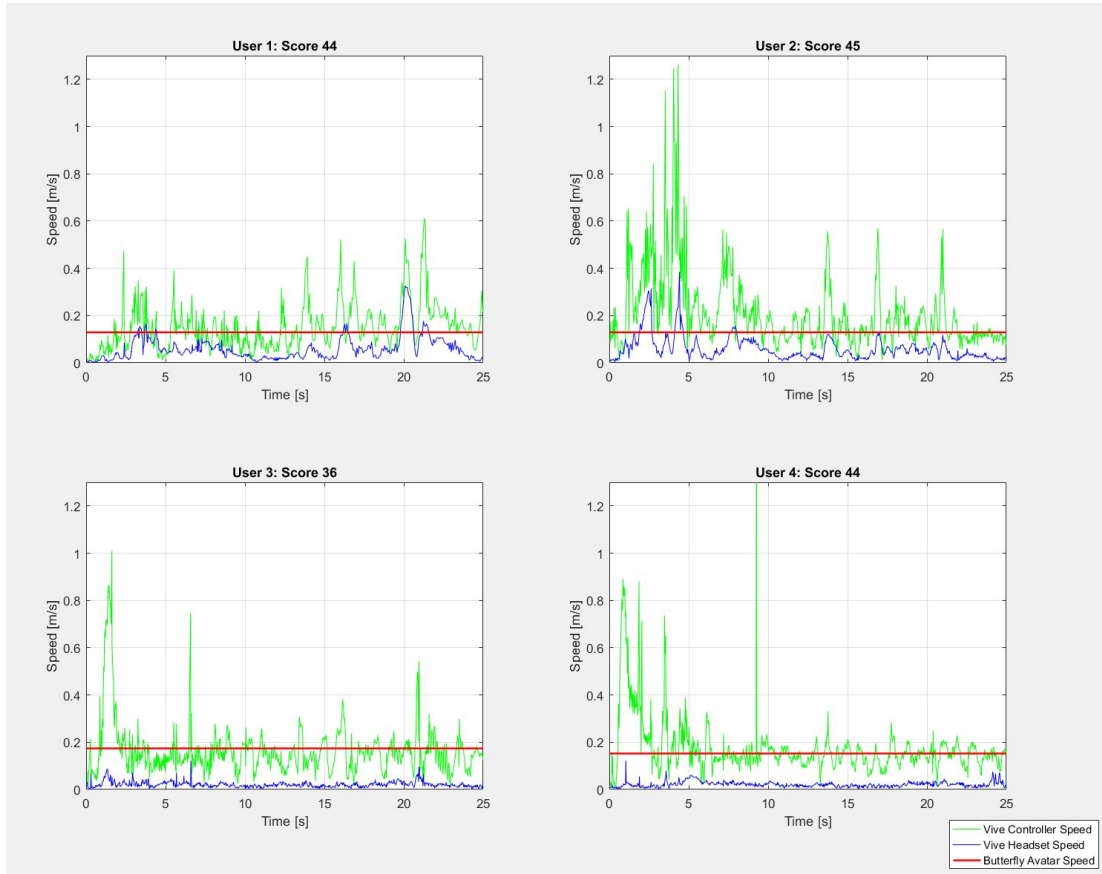 User 1: Score 44
1.2
1
0.8
0.6
0.4
0.2
0
Speed [m/s]
0 5 10 15 20 25
Time [s]
User 2: Score 45
1.2
1
0.8
0.6
0.4
0.2
0
Speed [m/s]
0 5 10 15 20 25
Time [s]
User 3: Score 36
1.2
1
0.8
0.6
0.4
0.2
0
Speed [m/s]
0 5 10 15 20 25
Time [s]
User 4: Score 44
1.2
1
0.8
0.6
0.4
0.2
0
Speed [m/s]
0 5 10 15 20 25
Time [s]
Vive Controller Speed
Vive Headset Speed
Butterfly Avatar Speed